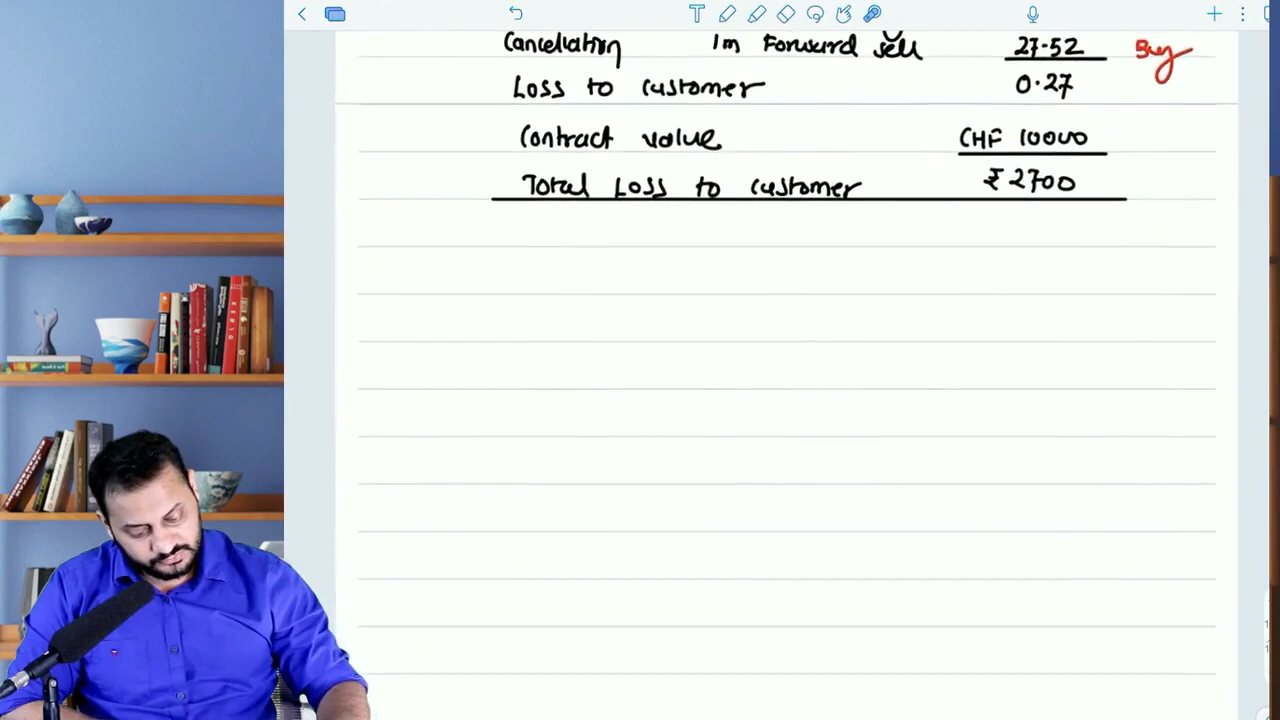 Cancellation 1m Forward sell 27.52 Buy
Loss to customer 0.27
Contract value CHF 10000
Total Loss to customer ₹2700